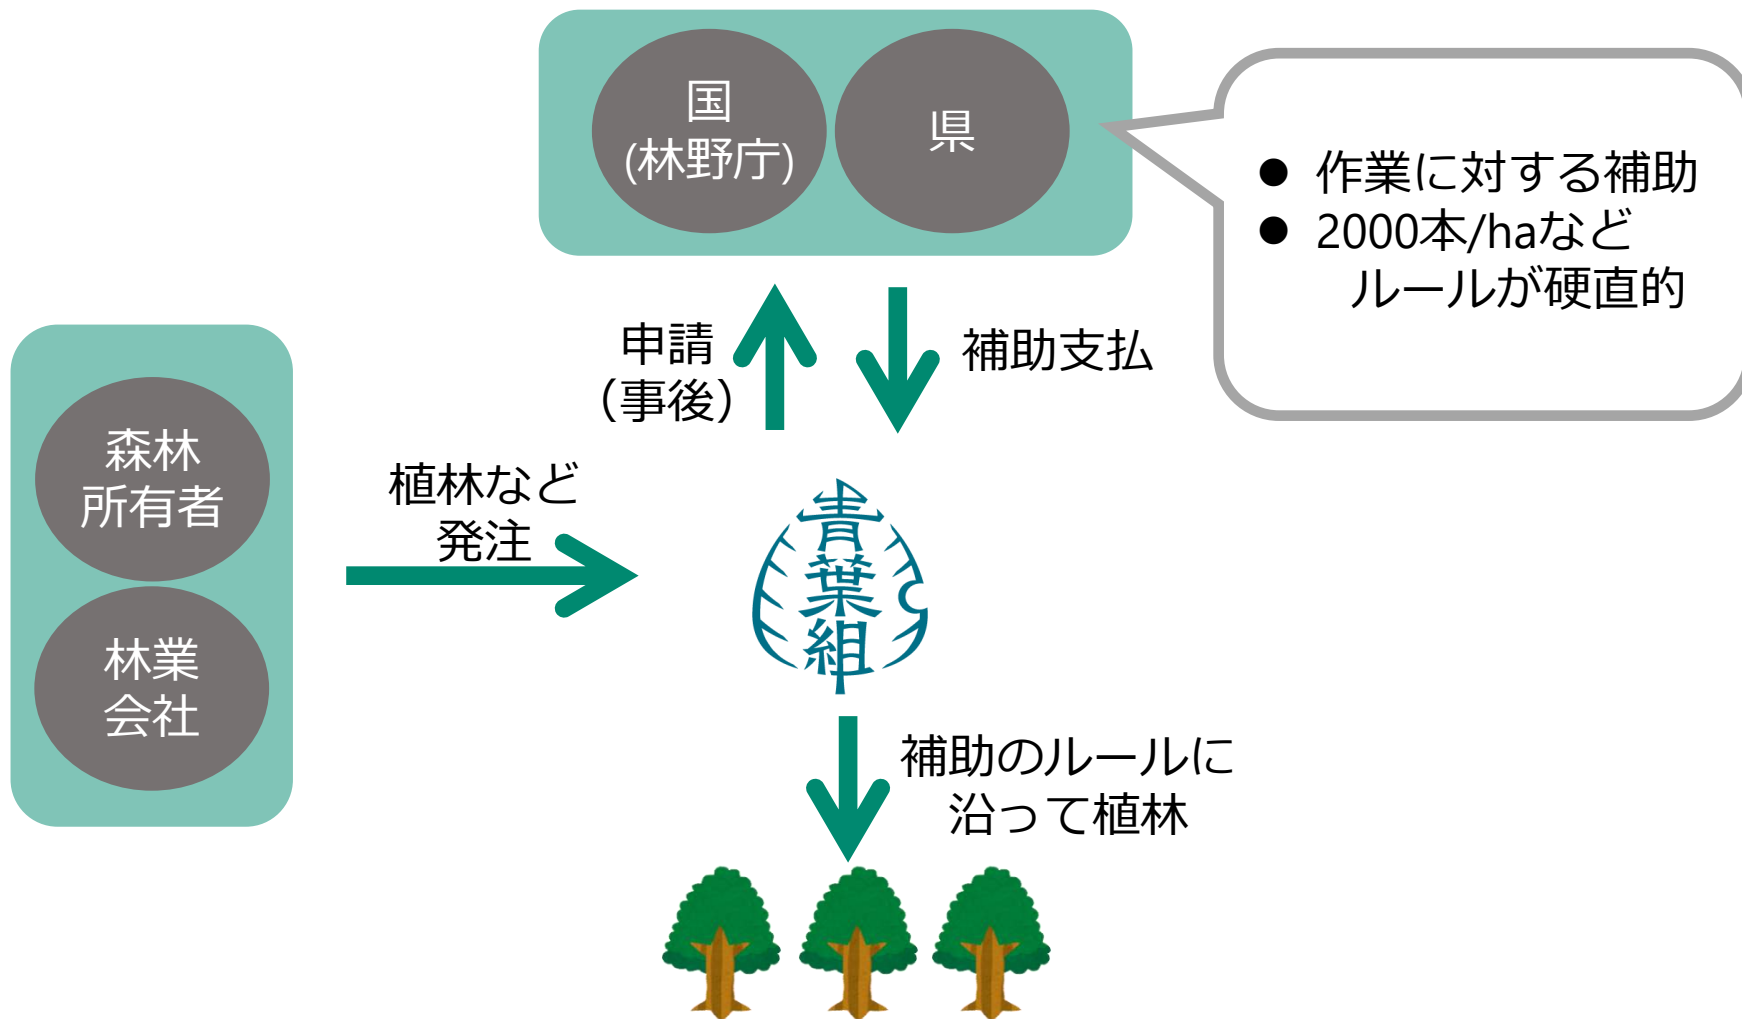 国
(林野庁)
県
● 作業に対する補助
● 2000本/haなど
ルールが硬直的
申請
（事後）
補助支払
森林
所有者
林業
会社
植林など
発注
青
葉
組
補助のルールに
沿って植林